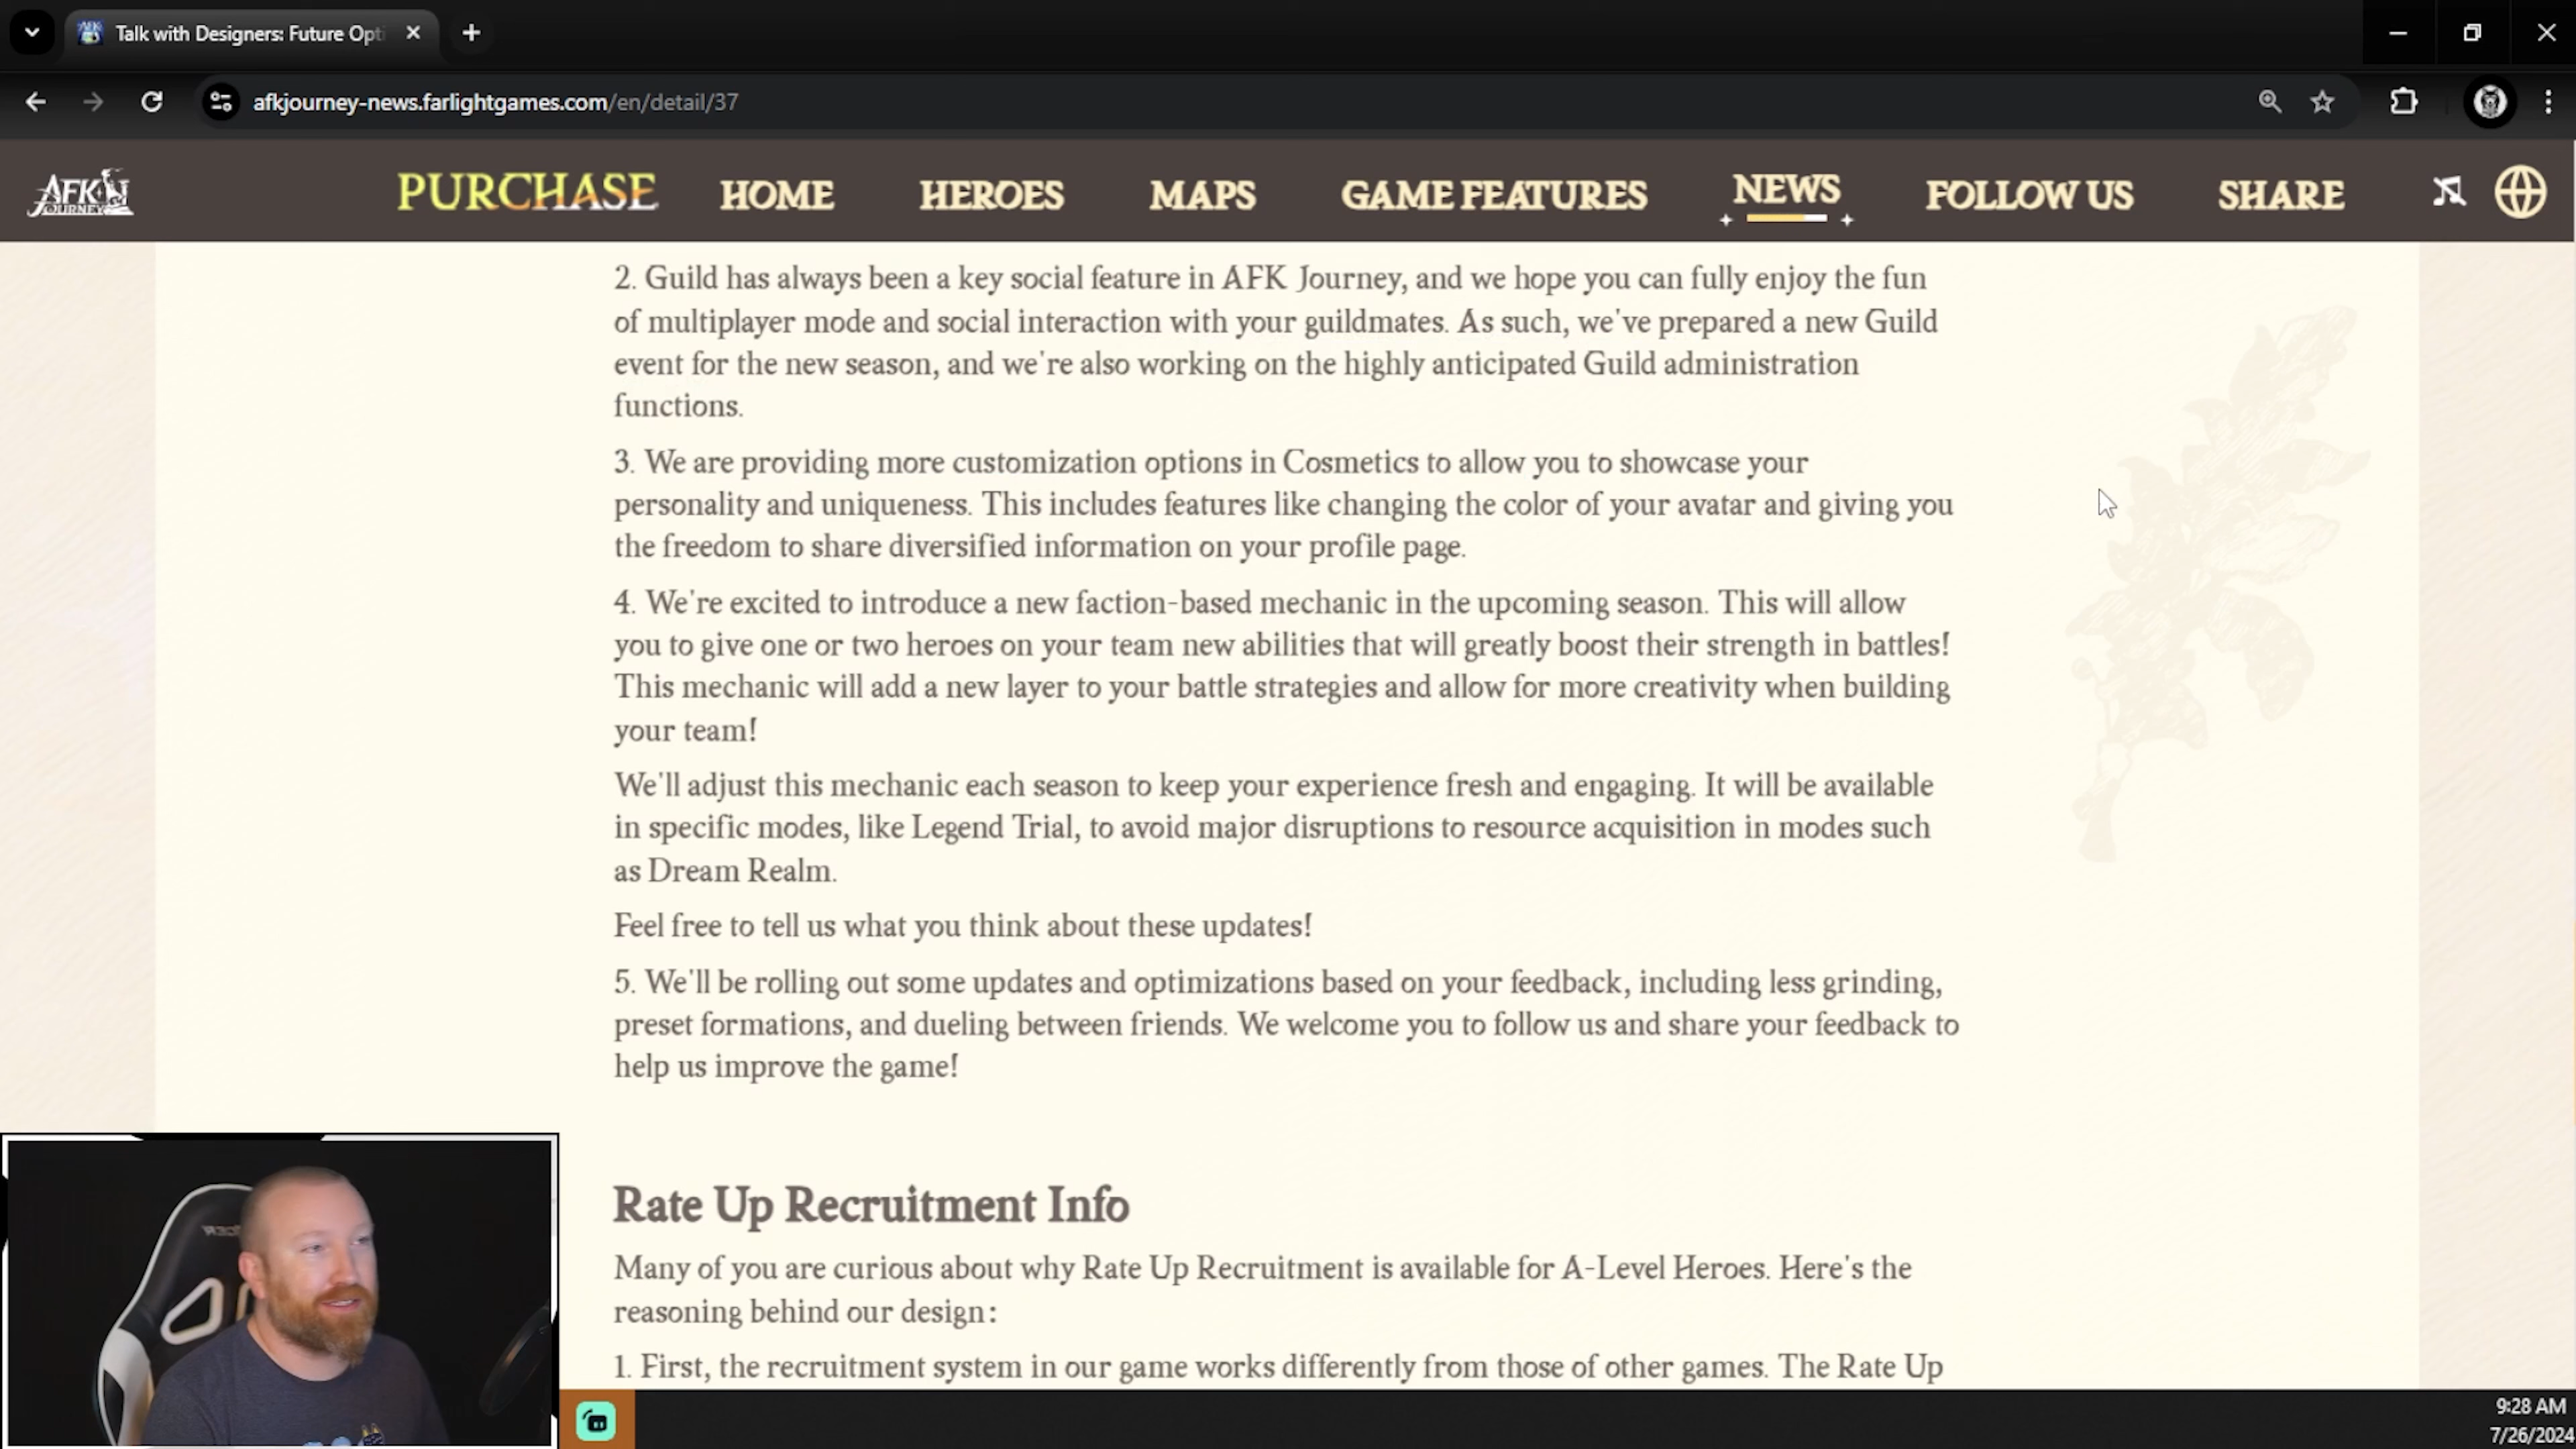 Talk with Designers: Future Opti
afkjourney-news.farlightgames.com/en/detail/37
AFK JOURNEY
PURCHASE HOME HEROES MAPS GAME FEATURES NEWS FOLLOW US SHARE
2. Guild has always been a key social feature in AFK Journey, and we hope you can fully enjoy the fun
of multiplayer mode and social interaction with your guildmates. As such, we've prepared a new Guild
event for the new season, and we're also working on the highly anticipated Guild administration
functions.
3. We are providing more customization options in Cosmetics to allow you to showcase your
personality and uniqueness. This includes features like changing the color of your avatar and giving you
the freedom to share diversified information on your profile page.
4. We're excited to introduce a new faction-based mechanic in the upcoming season. This will allow
you to give one or two heroes on your team new abilities that will greatly boost their strength in battles!
This mechanic will add a new layer to your battle strategies and allow for more creativity when building
your team!
We'll adjust this mechanic each season to keep your experience fresh and engaging. It will be available
in specific modes, like Legend Trial, to avoid major disruptions to resource acquisition in modes such
as Dream Realm.
Feel free to tell us what you think about these updates!
5. We'll be rolling out some updates and optimizations based on your feedback, including less grinding,
preset formations, and dueling between friends. We welcome you to follow us and share your feedback to
help us improve the game!
Rate Up Recruitment Info
Many of you are curious about why Rate Up Recruitment is available for A-Level Heroes. Here's the
reasoning behind our design:
1. First, the recruitment system in our game works differently from those of other games. The Rate Up
9:28 AM
7/26/2024